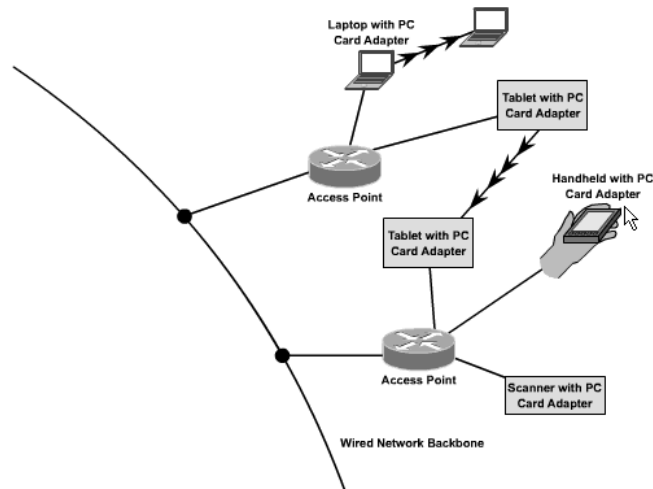 Laptop with PC
Card Adapter
Tablet with PC
Card Adapter
Access Point
Handheld with PC
Card Adapter
Tablet with PC
Card Adapter
Access Point
Scanner with PC
Card Adapter
Wired Network Backbone